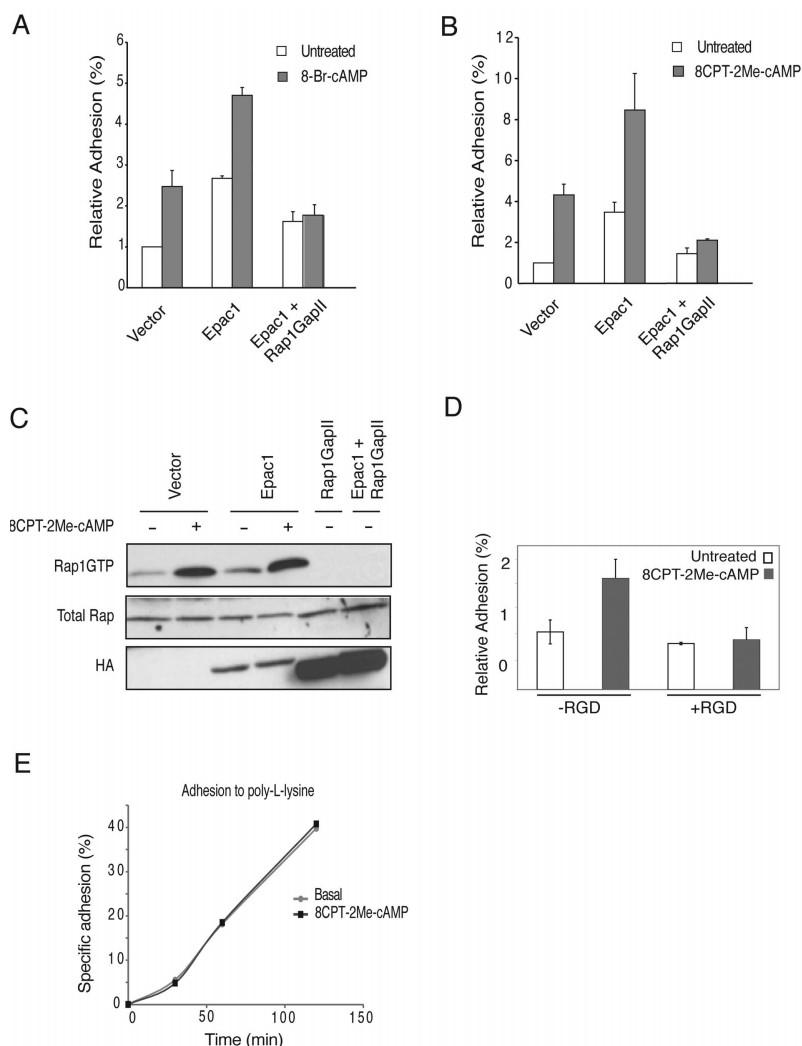 A
Relative Adhesion (%)
6
5
4
3
2
1
0
Untreated
8-Br-cAMP
Vector
Epac1
Epac1 +
Rap1GapII
B
Relative Adhesion (%)
12
10
8
6
4
2
0
Untreated
8CPT-2Me-cAMP
Vector
Epac1
Epac1 +
Rap1GapII
C
Vector
Epac1
Rap1GapII
Epac1 +
Rap1GapII
8CPT-2Me-cAMP − + − + − −
Rap1GTP
Total Rap
HA
D
Relative Adhesion (%)
2
1
0
Untreated
8CPT-2Me-cAMP
-RGD +RGD
E
Adhesion to poly-L-lysine
Specific adhesion (%)
40
30
20
10
0
Basal
8CPT-2Me-cAMP
0 50 100 150
Time (min)